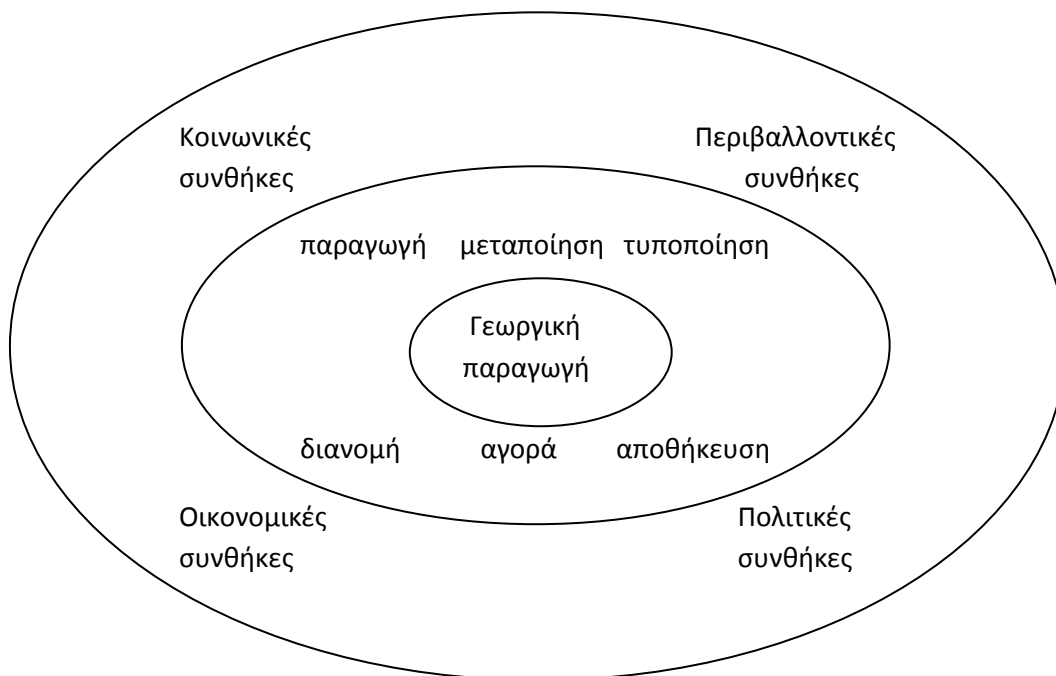 Κοινωνικές
συνθήκες
Περιβαλλοντικές
συνθήκες
παραγωγή μεταποίηση τυποποίηση
Γεωργική
παραγωγή
διανομή αγορά αποθήκευση
Οικονομικές
συνθήκες
Πολιτικές
συνθήκες